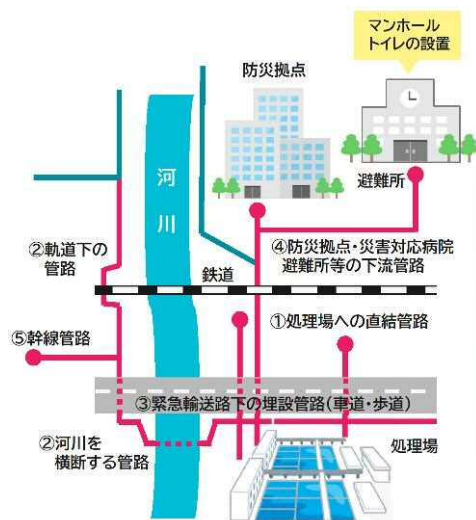 マンホール
トイレの設置
防災拠点
避難所
河川
②軌道下の
管路
④防災拠点・災害対応病院
避難所等の下流管路
鉄道
①処理場への直結管路
⑤幹線管路
③緊急輸送路下の埋設管路(車道・歩道)
②河川を
横断する管路
処理場